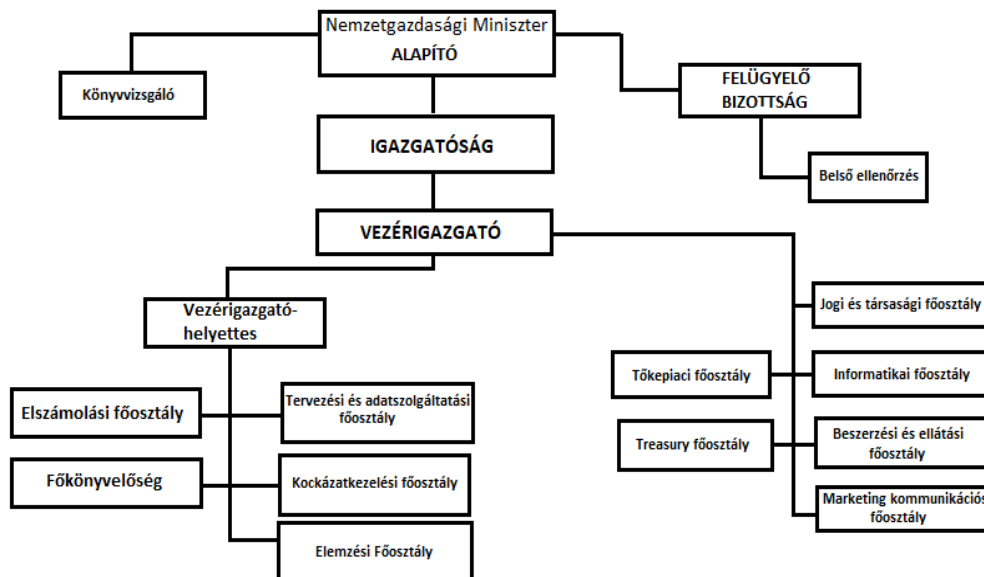 Nemzetgazdasági Miniszter
ALAPÍTÓ
Könyvvizsgáló
FELÜGYELŐ
BIZOTTSÁG
IGAZGATÓSÁG
Belső ellenőrzés
VEZÉRIGAZGATÓ
Vezérigazgató-
helyettes
Jogi és társasági főosztály
Tőkepiaci főosztály
Informatikai főosztály
Elszámolási főosztály
Tervezési és adatszolgáltatási
főosztály
Treasury főosztály
Beszerzési és ellátási
főosztály
Főkönyvelőség
Kockázatkezelési főosztály
Marketing kommunikációs
főosztály
Elemzési Főosztály